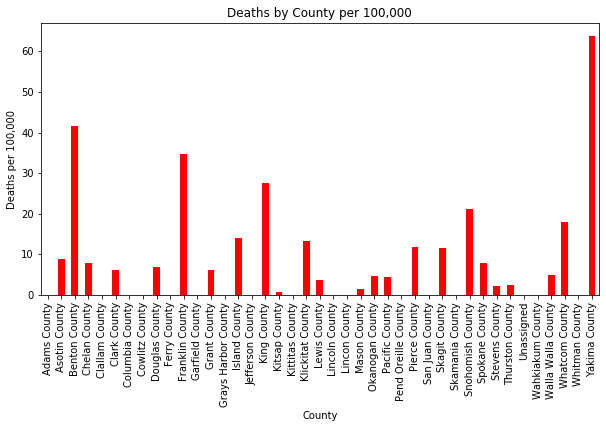 Deaths by County per 100,000
Deaths per 100,000
60
50
40
30
20
10
0
Adams County
Asotin County
Benton County
Chelan County
Clallam County
Clark County
Columbia County
Cowlitz County
Douglas County
Ferry County
Franklin County
Garfield County
Grant County
Grays Harbor County
Island County
Jefferson County
King County
Kitsap County
Kittitas County
Klickitat County
Lewis County
Lincoln County
Lincon County
Mason County
Okanogan County
Pacific County
Pend Oreille County
Pierce County
San Juan County
Skagit County
Skamania County
Snohomish County
Spokane County
Stevens County
Thurston County
Unassigned
Wahkiakum County
Walla Walla County
Whatcom County
Whitman County
Yakima County
County